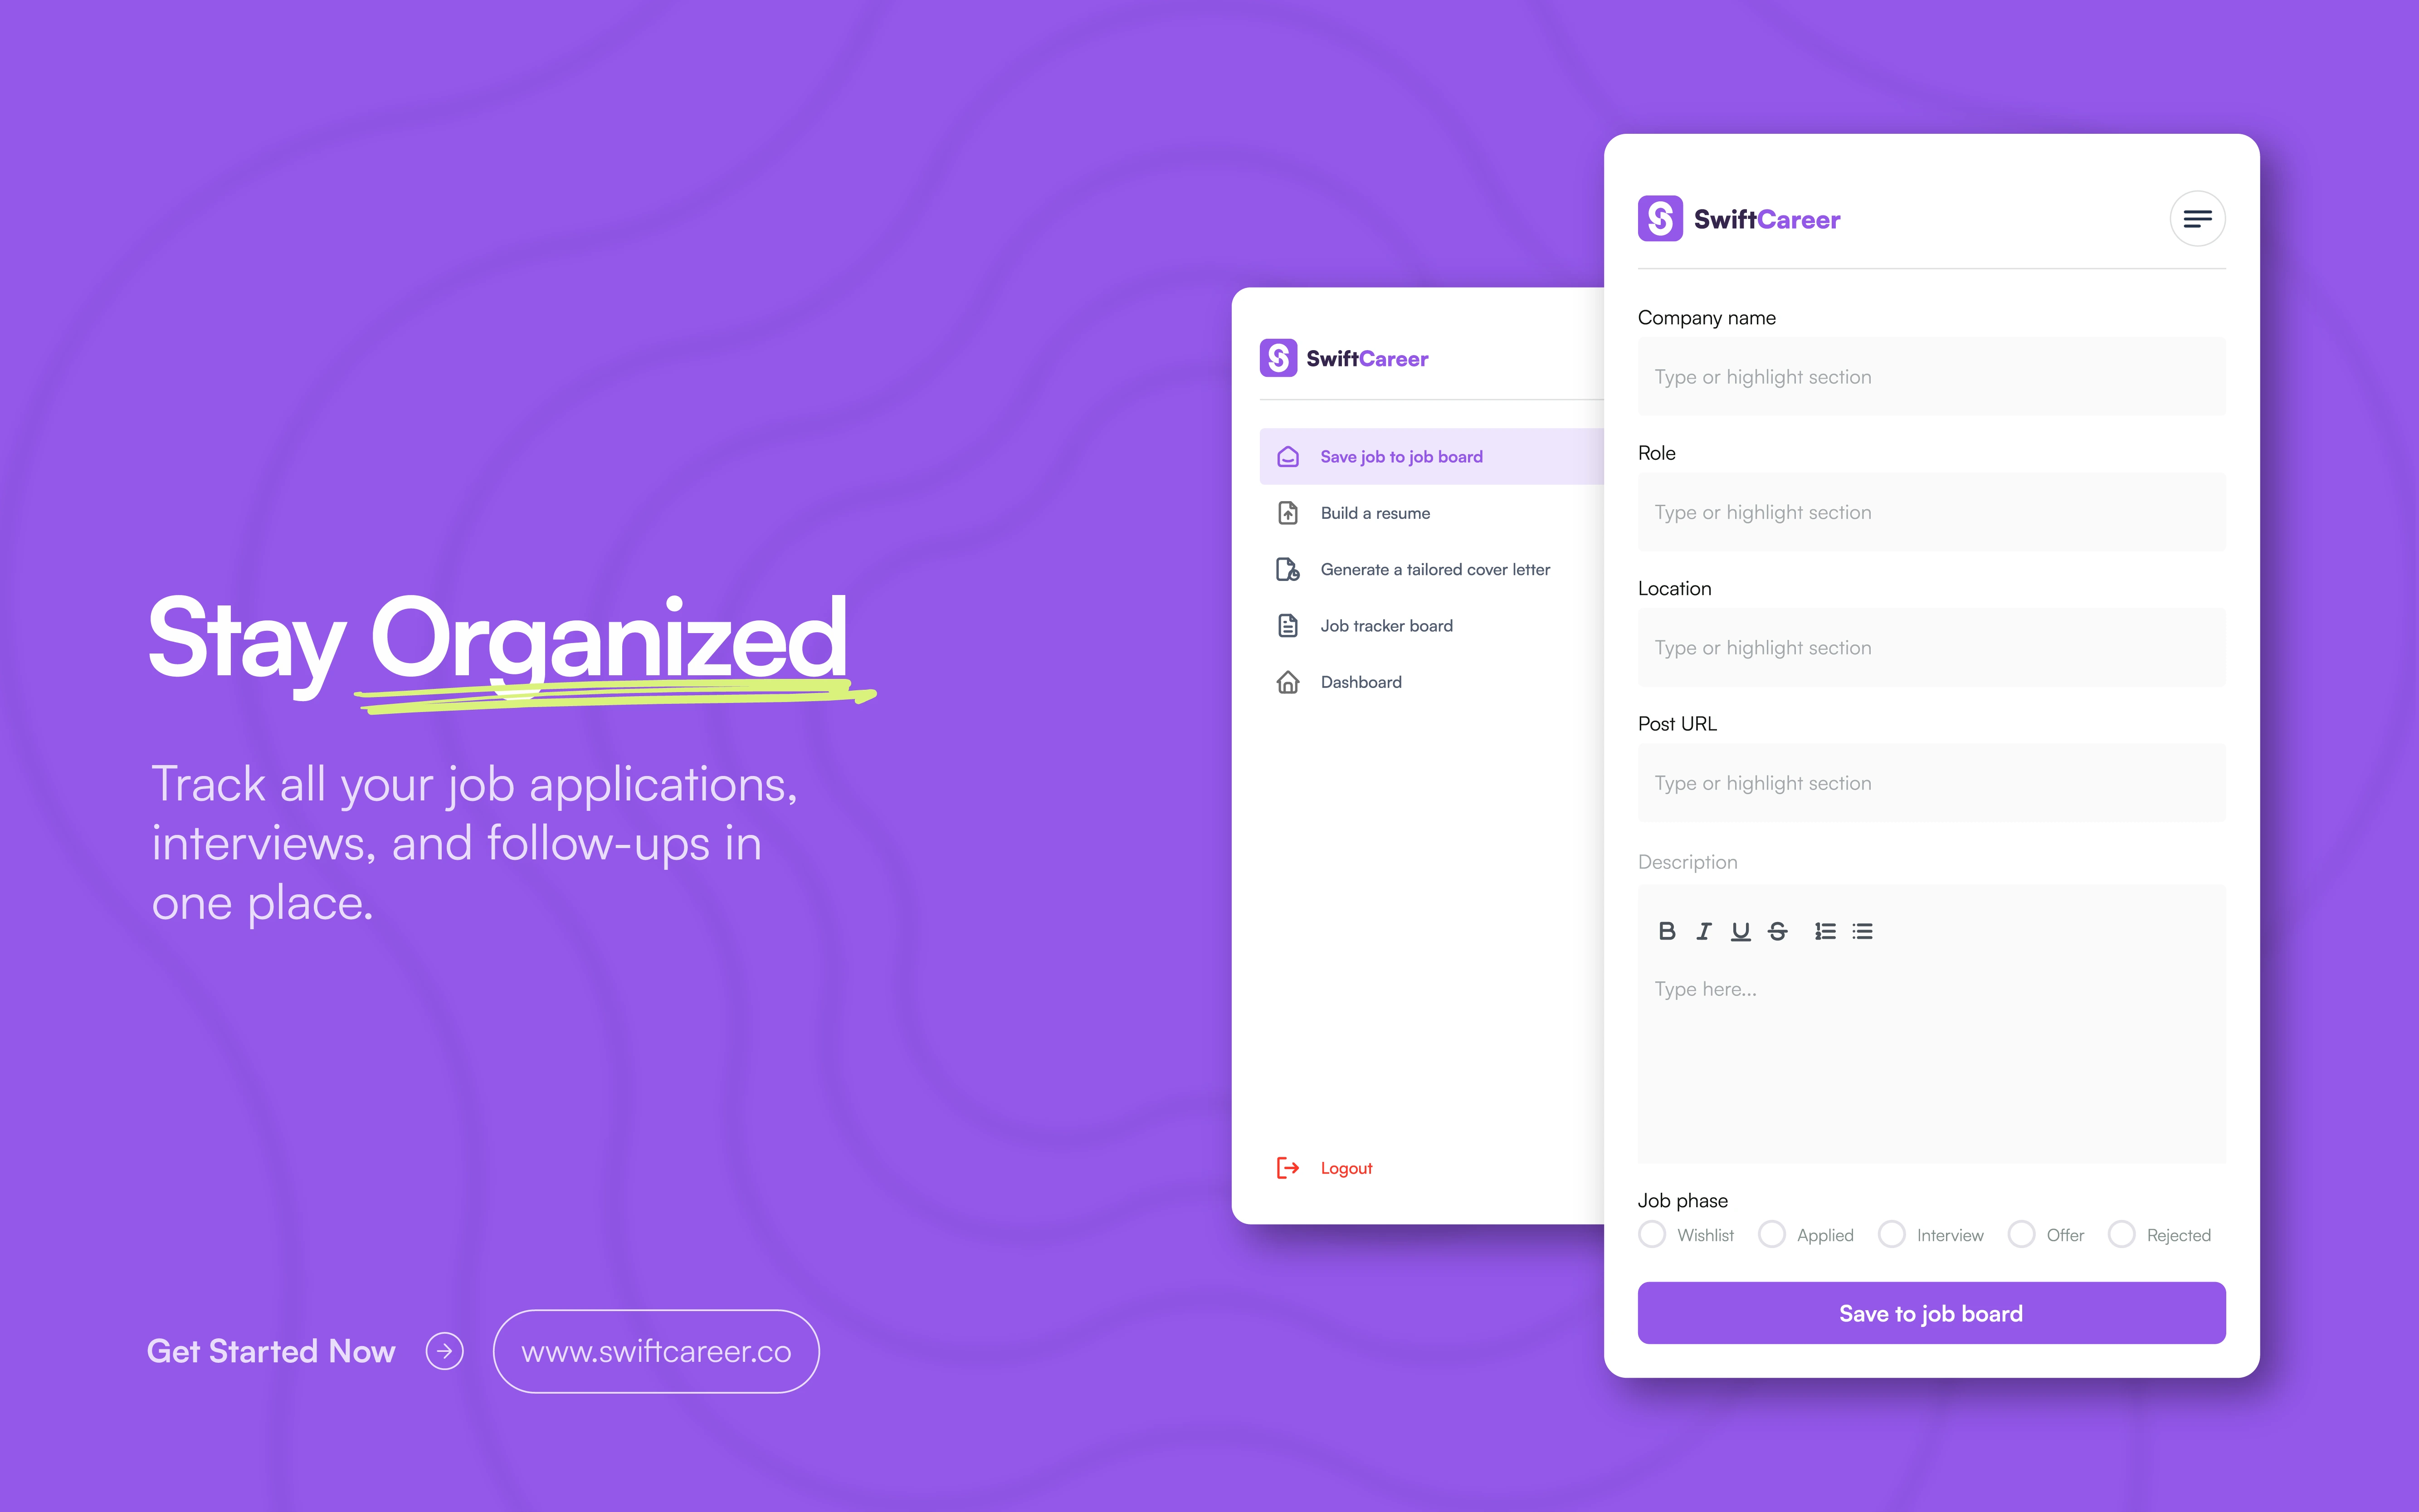 Stay Organized
Track all your job applications,
interviews, and follow-ups in
one place.
Get Started Now
www.swiftcareer.co
SwiftCareer
Save job to job board
Build a resume
Generate a tailored cover letter
Job tracker board
Dashboard
Logout
SwiftCareer
Company name
Type or highlight section
Role
Type or highlight section
Location
Type or highlight section
Post URL
Type or highlight section
Description
B I U S
Type here...
Job phase
Wishlist Applied Interview Offer Rejected
Save to job board